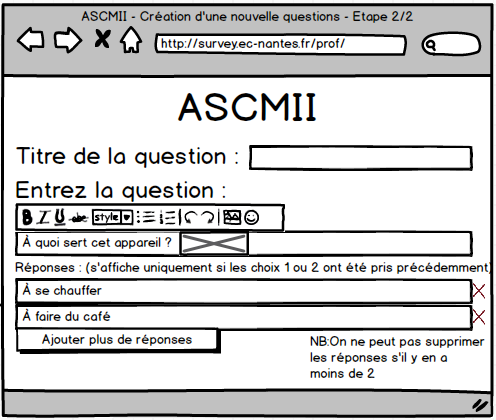 ASCMII - Création d'une nouvelle questions - Etape 2/2
http://survey.ec-nantes.fr/prof/
ASCMII
Titre de la question :
Entrez la question :
B I U abc style
À quoi sert cet appareil ?
Réponses : (s'affiche uniquement si les choix 1 ou 2 ont été pris précédemment)
À se chauffer
À faire du café
Ajouter plus de réponses
NB:On ne peut pas supprimer
les réponses s'il y en a
moins de 2